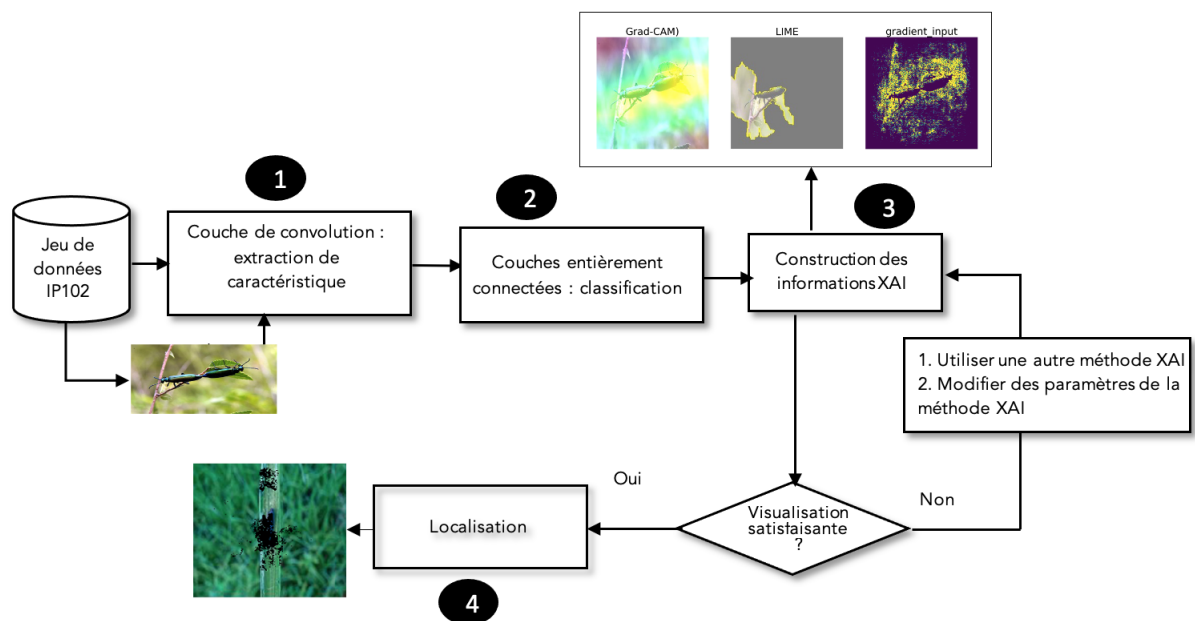 Grad-CAM)
LIME
gradient_input
1
2
3
Jeu de
données
IP102
Couche de convolution :
extraction de
caractéristique
Couches entièrement
connectées : classification
Construction des
informations XAI
1. Utiliser une autre méthode XAI
2. Modifier des paramètres de la
méthode XAI
Oui
Non
Visualisation
satisfaisante
?
Localisation
4